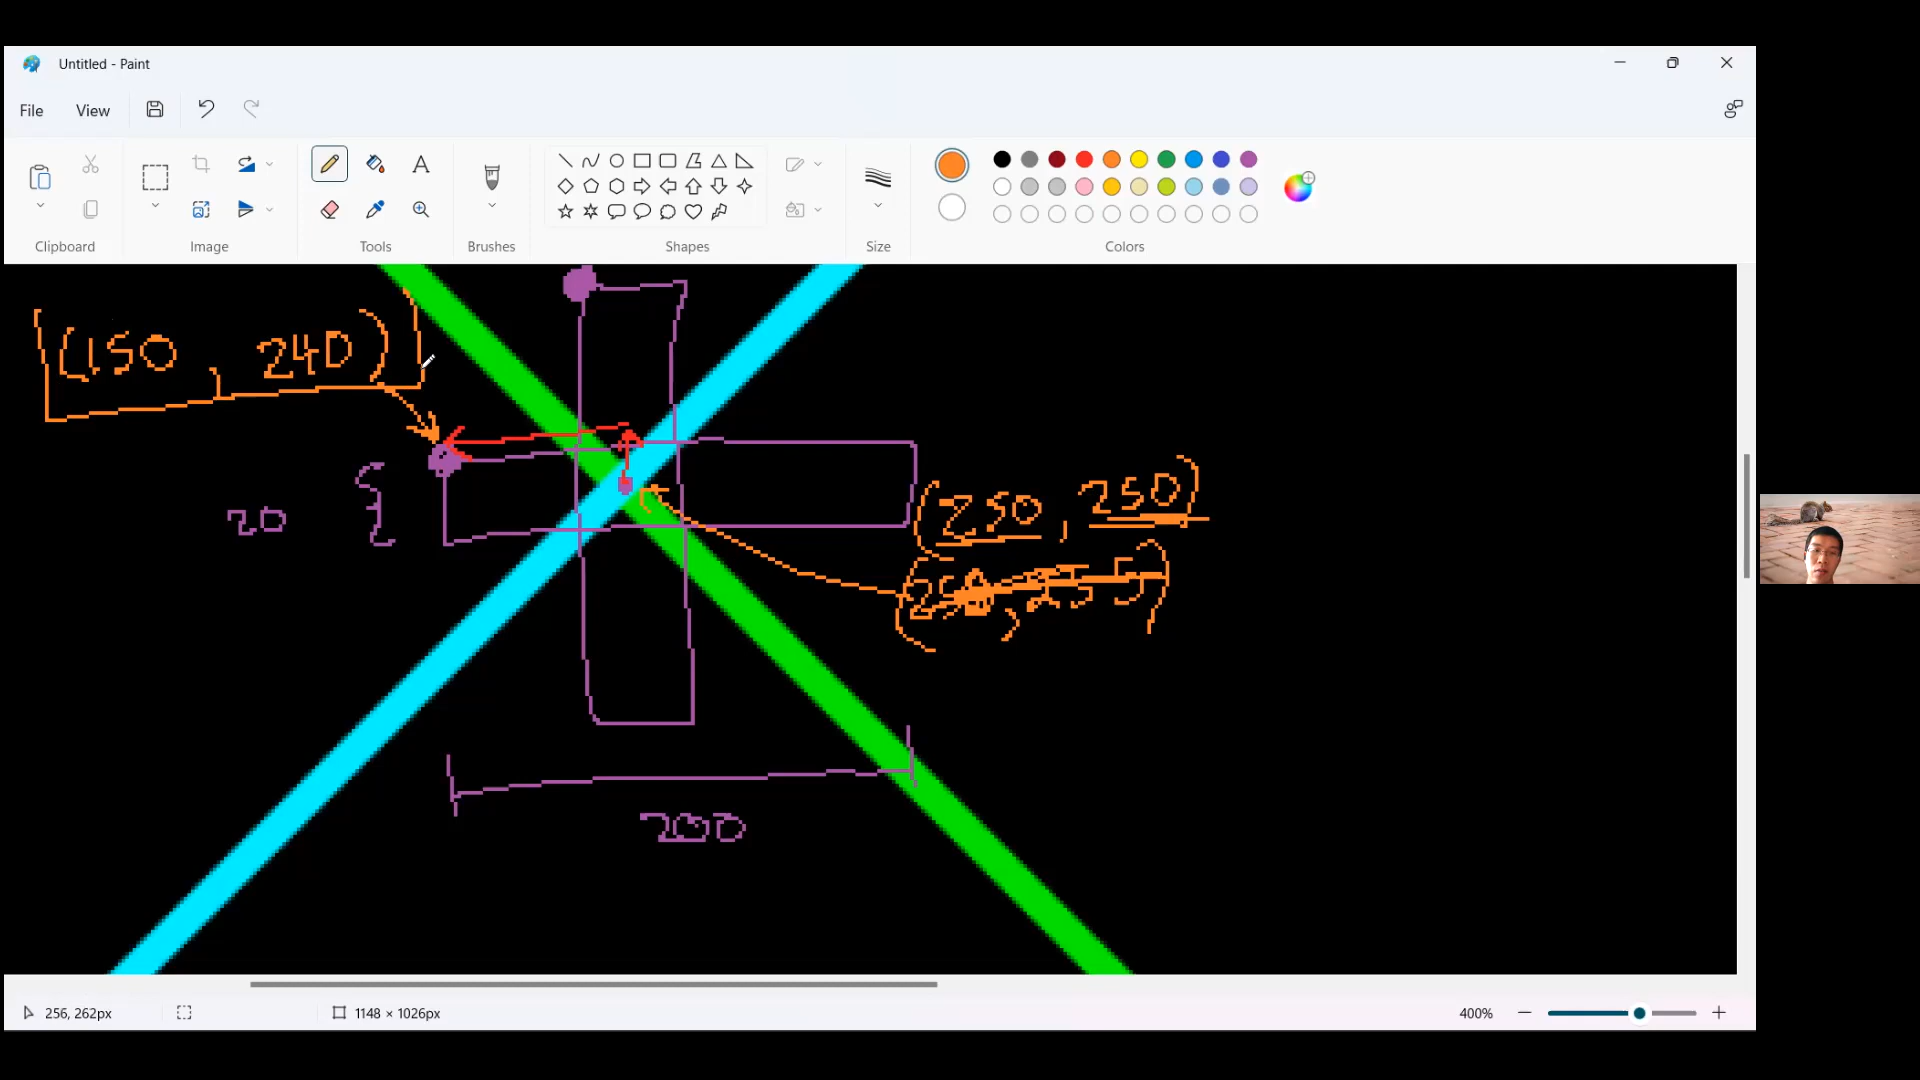 Untitled - Paint
File View
Clipboard Image Tools Brushes Shapes Size Colors
(150, 240)
(250, 250)
20
200
256, 262px 1148 × 1026px 400%